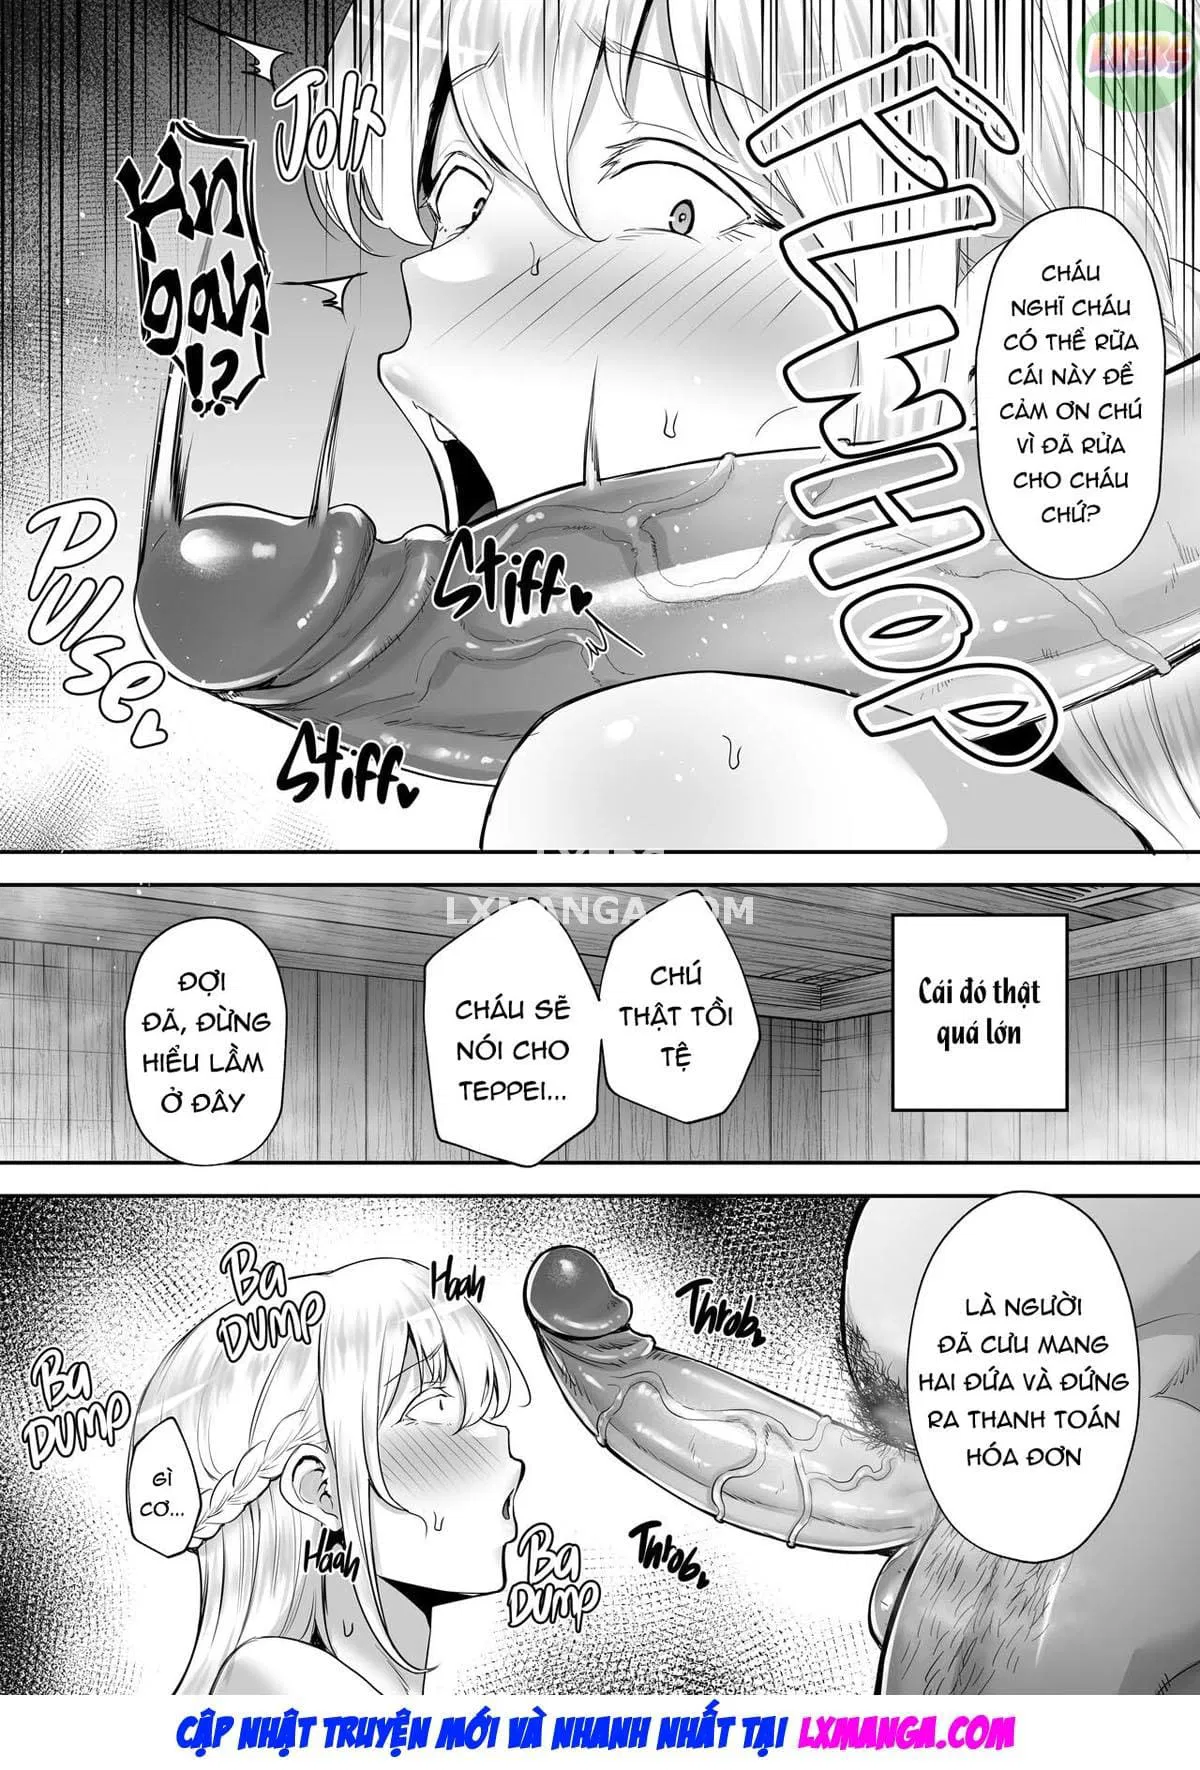 Jolt
FLWHOP
CHÁU
NGHĨ CHÁU
CÓ THỂ RỮA
CÁI NÀY ĐỂ
CẢM ƠN CHÚ
VÌ ĐÃ RỬA
CHO CHÁU
CHỨ?
PULSE
Stiff
Stiff
LXMANGA.COM
Cái đó thật
quá lớn
CHÚ
THẬT TỒI
TỆ
CHÁU SẼ
NÓI CHO
TEPPEI...
ĐỢI
ĐÃ, ĐỪNG
HIỂU LẦM
Ở ĐÂY
LÀ NGƯỜI
ĐÃ CƯU MANG
HAI ĐỨA VÀ ĐỨNG
RA THANH TOÁN
HÓA ĐƠN
Throb
Haah
BA
DUMP
BA
DUMP
GÌ
CƠ...
Haah
BA
DUMP
Throb
CẬP NHẬT TRUYỆN MỚI VÀ NHANH NHẤT TẠI LXMANGA.COM